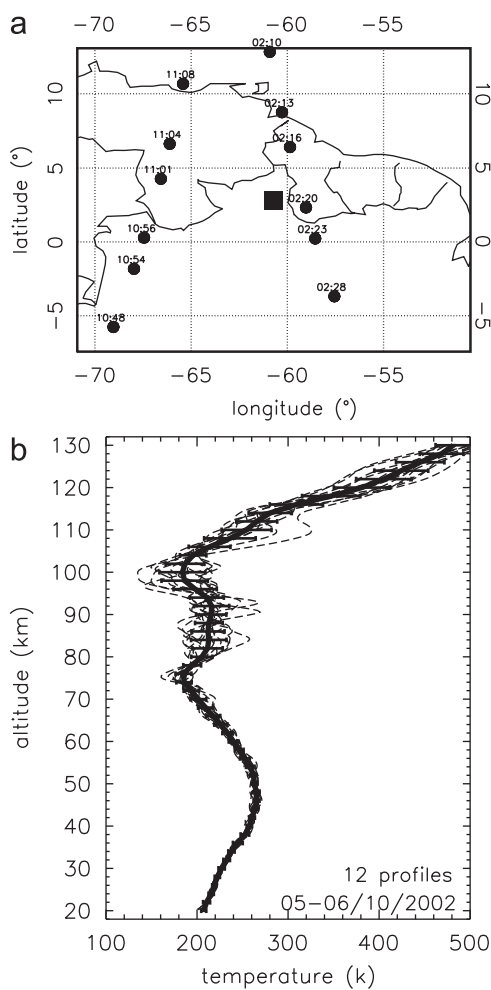 a
−70 −65 −60 −55
02:10
11:08
10 10
02:13
11:04
02:16
11:01
5 5
02:20
10:56
02:23
0 0
10:54
02:28
10:48
−5 −5
latitude (°)
−70 −65 −60 −55
longitude (°)
b
130
120
110
100
90
80
70
60
50
40
30
20
altitude (km)
12 profiles
05−06/10/2002
100 200 300 400 500
temperature (k)